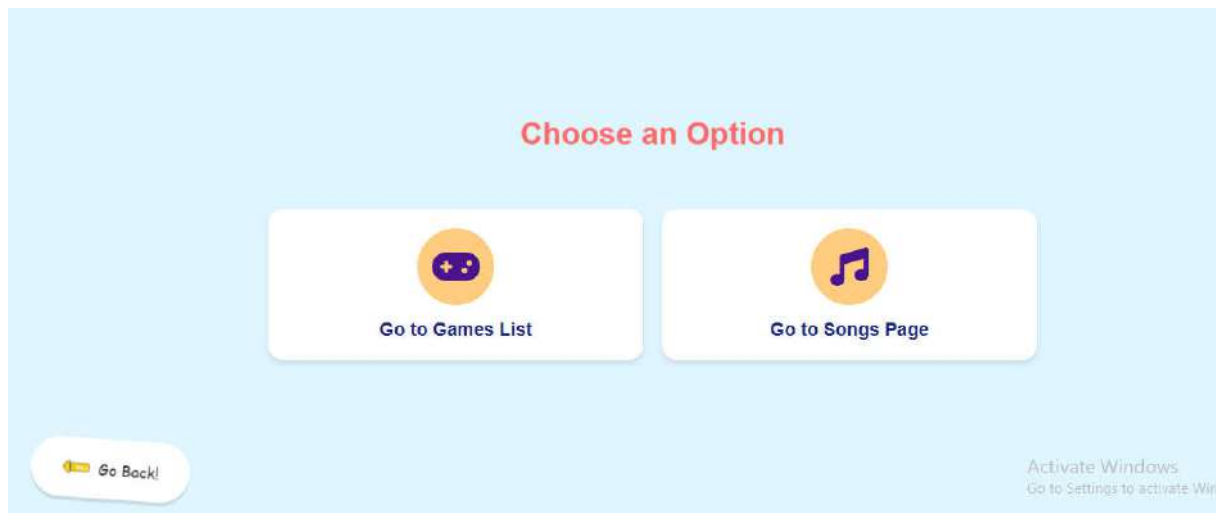 Choose an Option
Go to Games List
Go to Songs Page
Go Back!
Activate Windows
Go to Settings to activate